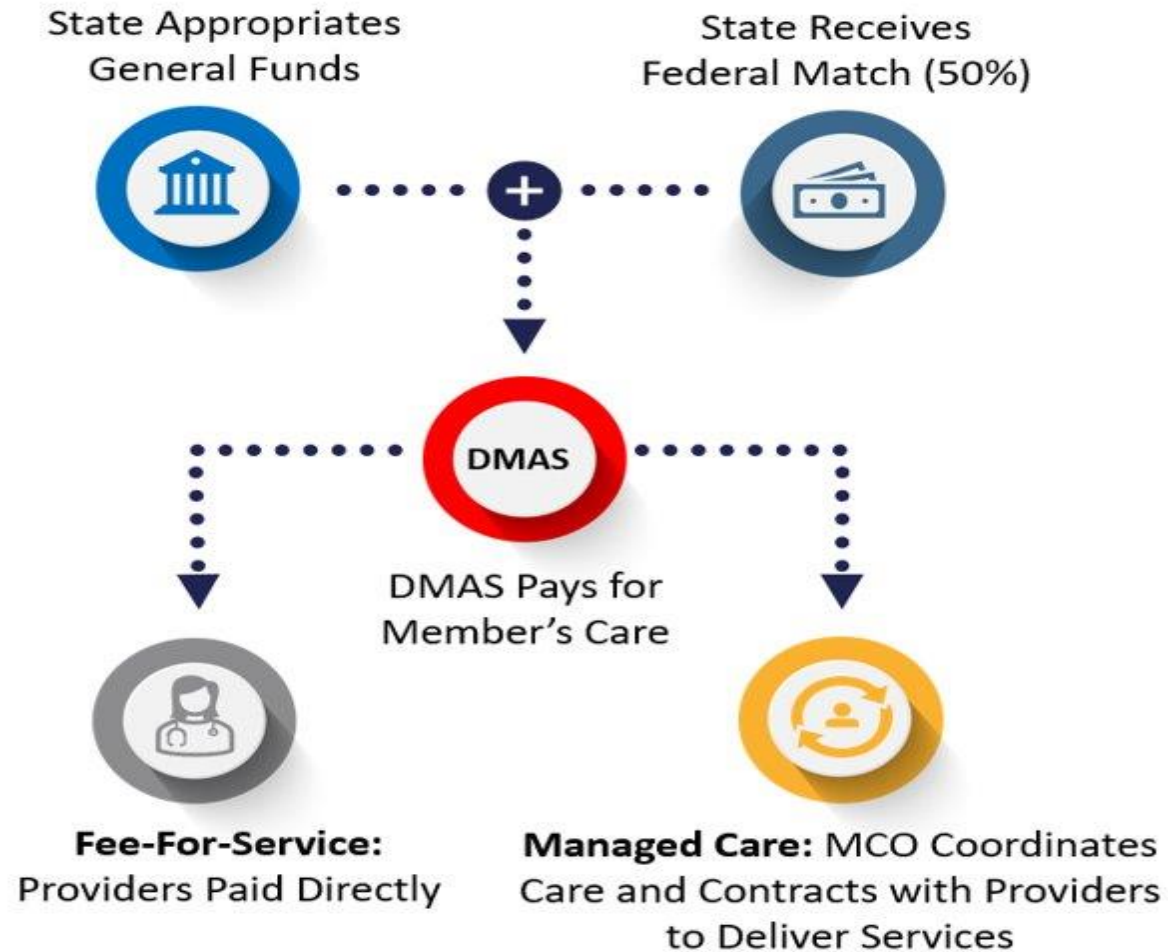 State Appropriates
General Funds
State Receives
Federal Match (50%)
DMAS
DMAS Pays for
Member’s Care
Fee-For-Service:
Providers Paid Directly
Managed Care: MCO Coordinates
Care and Contracts with Providers
to Deliver Services